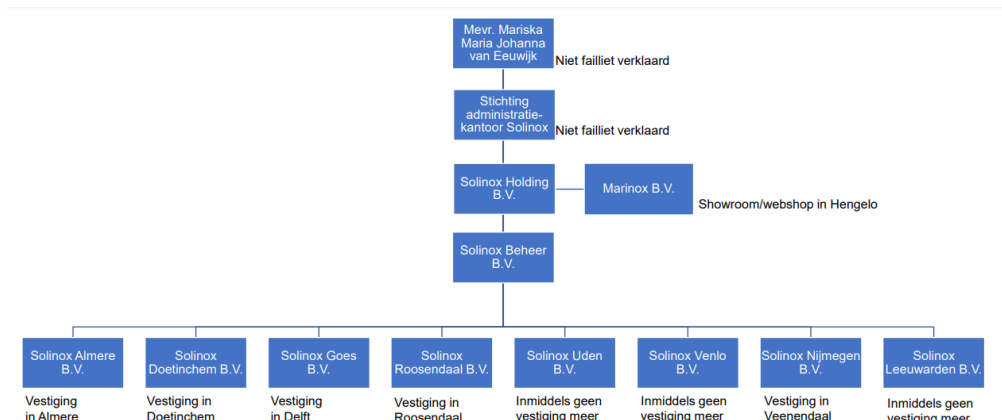 Mevr. Mariska
Maria Johanna
van Eeuwijk
Niet failliet verklaard
Stichting
administratie-
kantoor Solinox
Niet failliet verklaard
Solinox Holding
B.V.
Marinox B.V.
Showroom/webshop in Hengelo
Solinox Beheer
B.V.
Solinox Almere
B.V.
Solinox
Doetinchem B.V.
Solinox Goes
B.V.
Solinox
Roosendaal B.V.
Solinox Uden
B.V.
Solinox Venlo
B.V.
Solinox Nijmegen
B.V.
Solinox
Leeuwarden B.V.
Vestiging
in Almere
Vestiging in
Doetinchem
Vestiging
in Delft
Vestiging in
Roosendaal
Inmiddels geen
vestiging meer
Inmiddels geen
vestiging meer
Vestiging in
Veenendaal
Inmiddels geen
vestiging meer